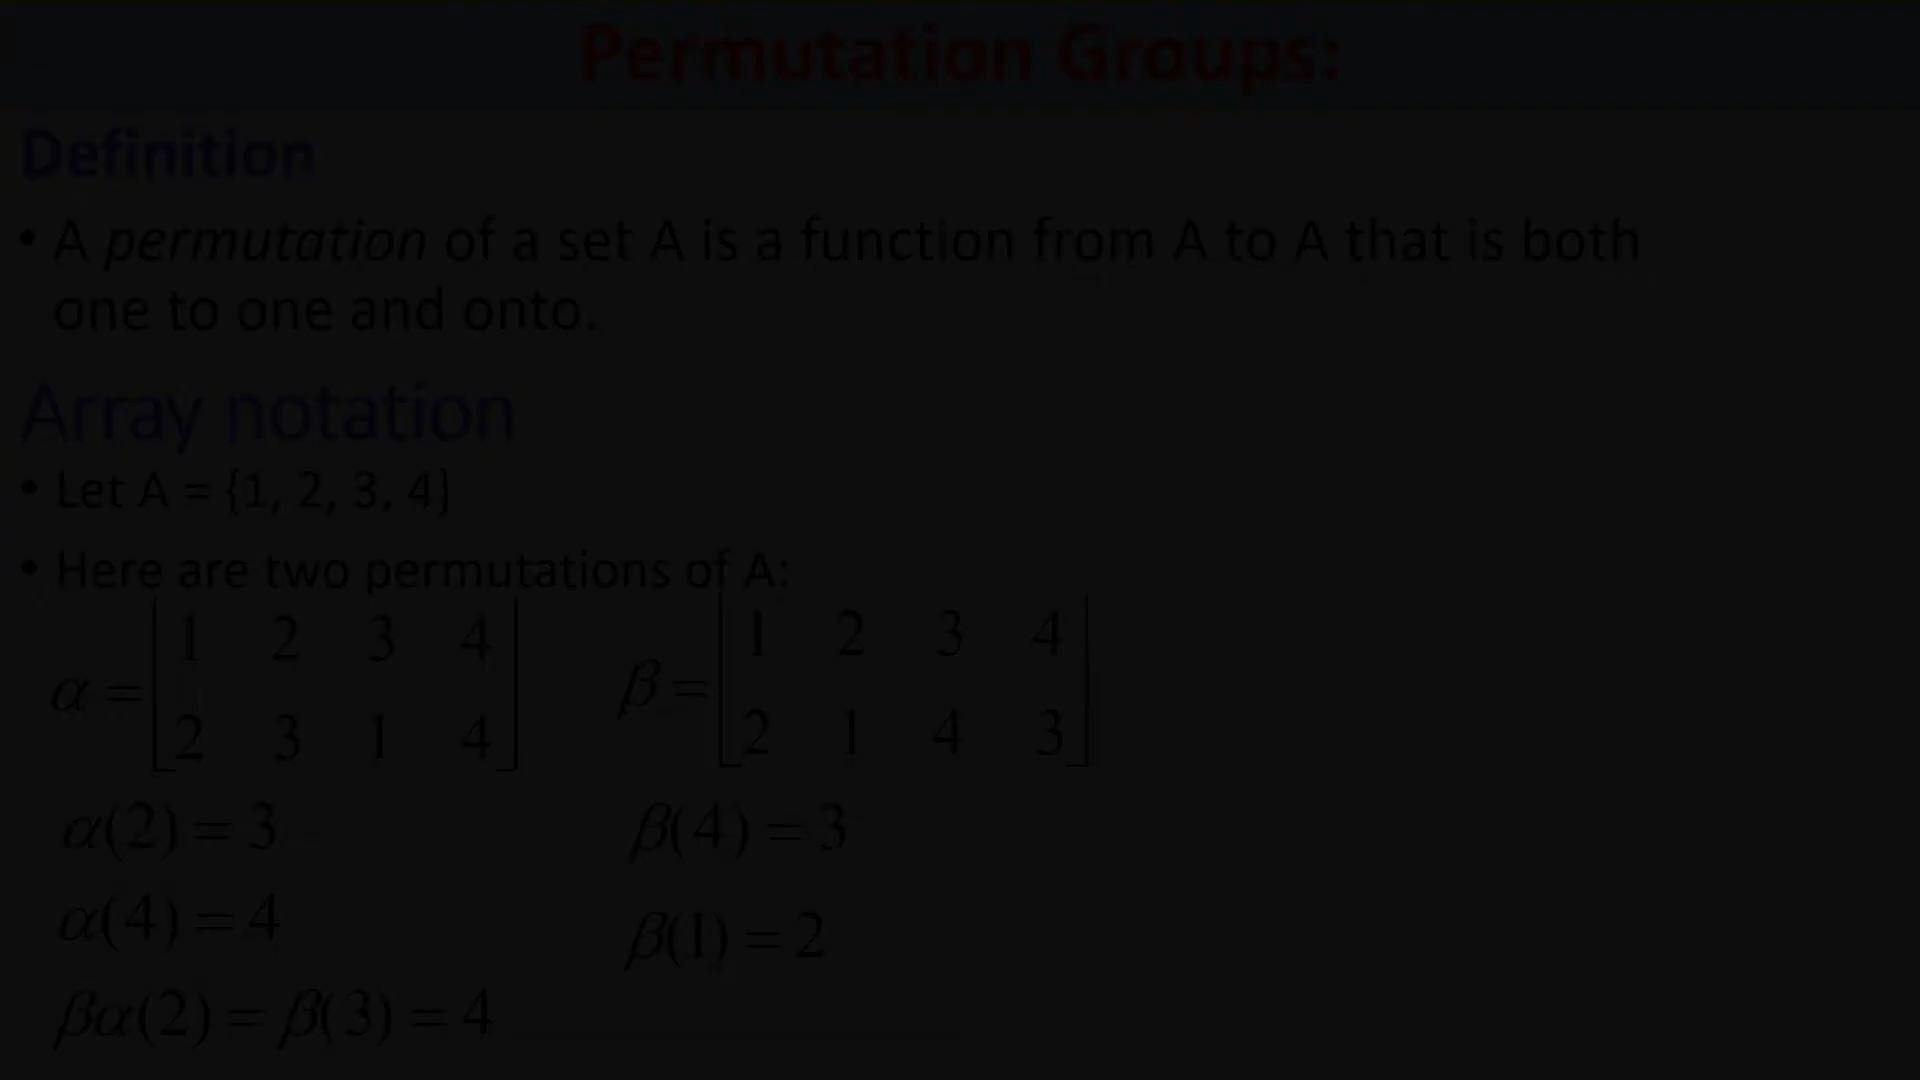 Permutation Groups:
Definition
• A permutation of a set A is a function from A to A that is both
one to one and onto.
Array notation
• Let A = {1, 2, 3, 4}
• Here are two permutations of A:
α = [1 2 3 4
2 3 1 4]
β = [1 2 3 4
2 1 4 3]
α(2) = 3
β(4) = 3
α(4) = 4
β(1) = 2
βα(2) = β(3) = 4